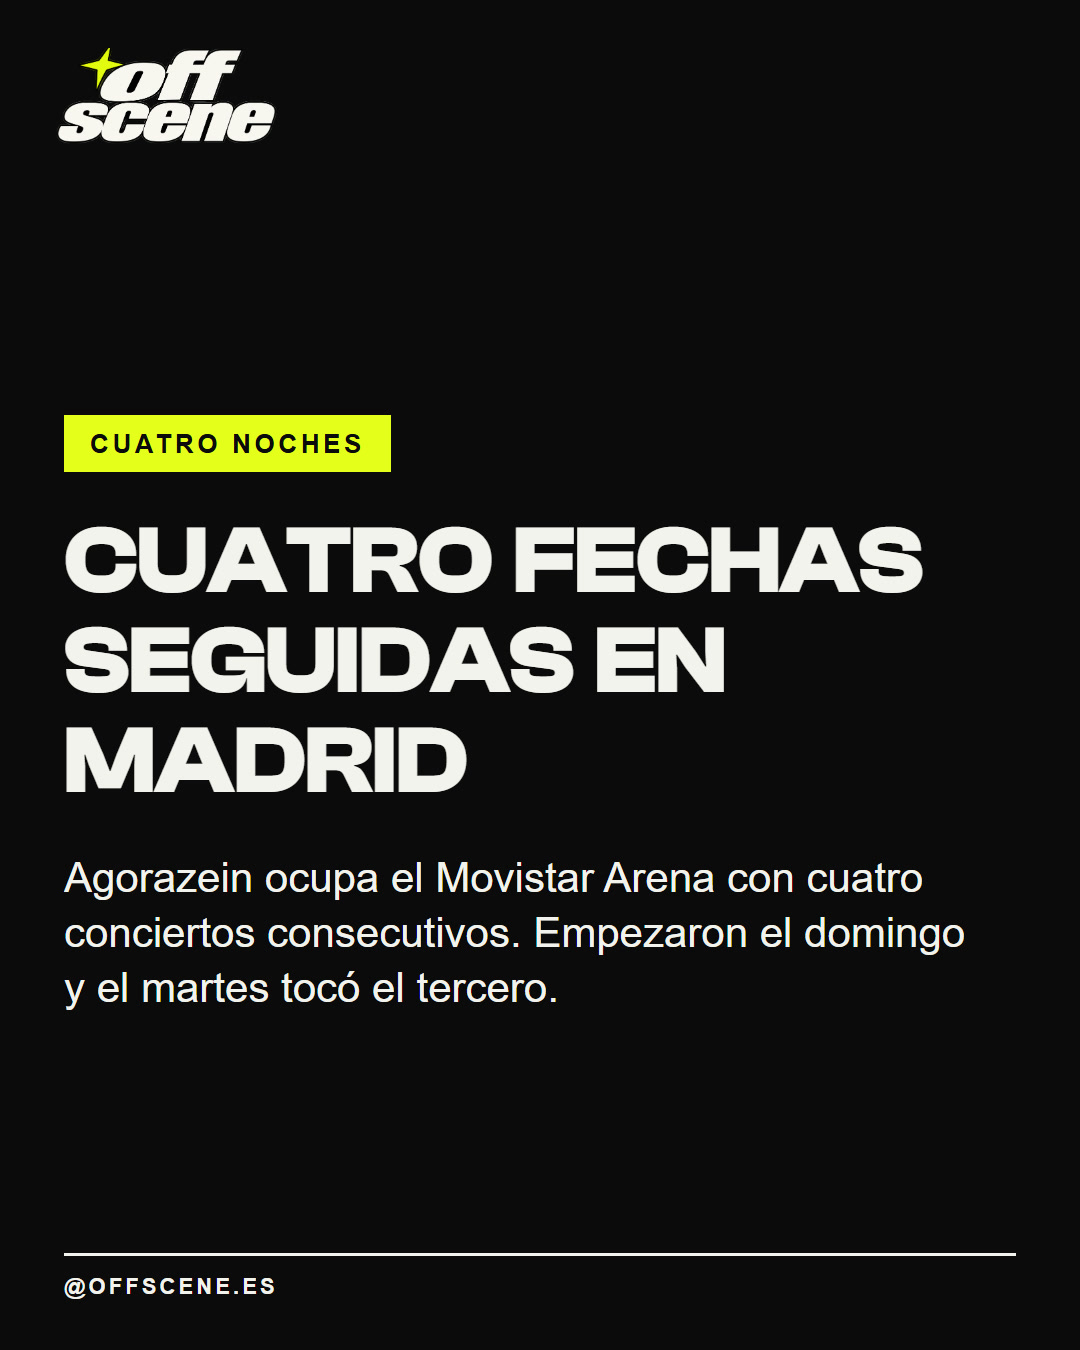 off
scene
CUATRO NOCHES
CUATRO FECHAS
SEGUIDAS EN
MADRID
Agorazein ocupa el Movistar Arena con cuatro
conciertos consecutivos. Empezaron el domingo
y el martes tocó el tercero.
@OFFSCENE.ES